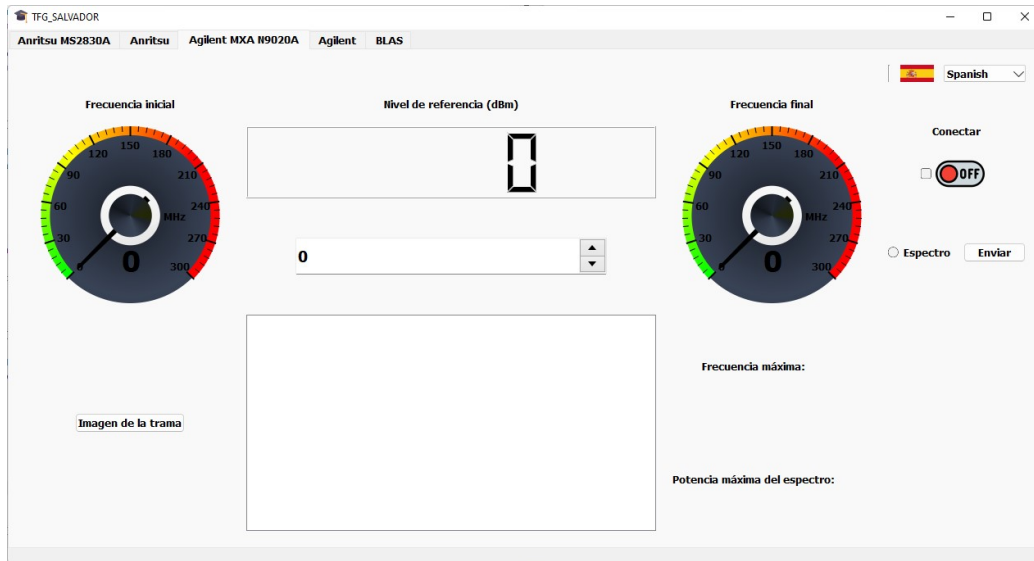 TFG_SALVADOR
Anritsu MS2830A Anritsu Agilent MXA N9020A Agilent BLAS
Spanish
Frecuencia inicial Nivel de referencia (dBm) Frecuencia final
Conectar
0 30 60 90 120 150 180 210 240 270 300
MHz
0
0
0 30 60 90 120 150 180 210 240 270 300
MHz
0
OFF
0
Espectro Enviar
Frecuencia máxima:
Imagen de la trama
Potencia máxima del espectro: